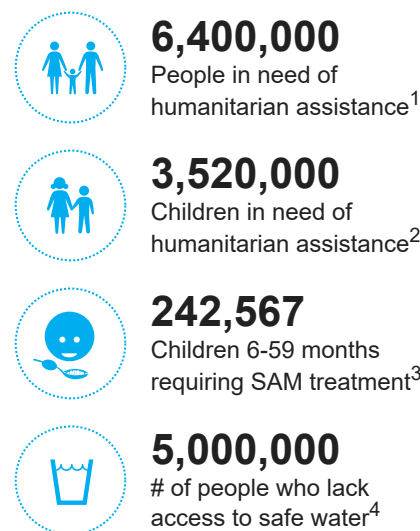 6,400,000
People in need of
humanitarian assistance1
3,520,000
Children in need of
humanitarian assistance2
242,567
Children 6-59 months
requiring SAM treatment3
5,000,000
# of people who lack
access to safe water4